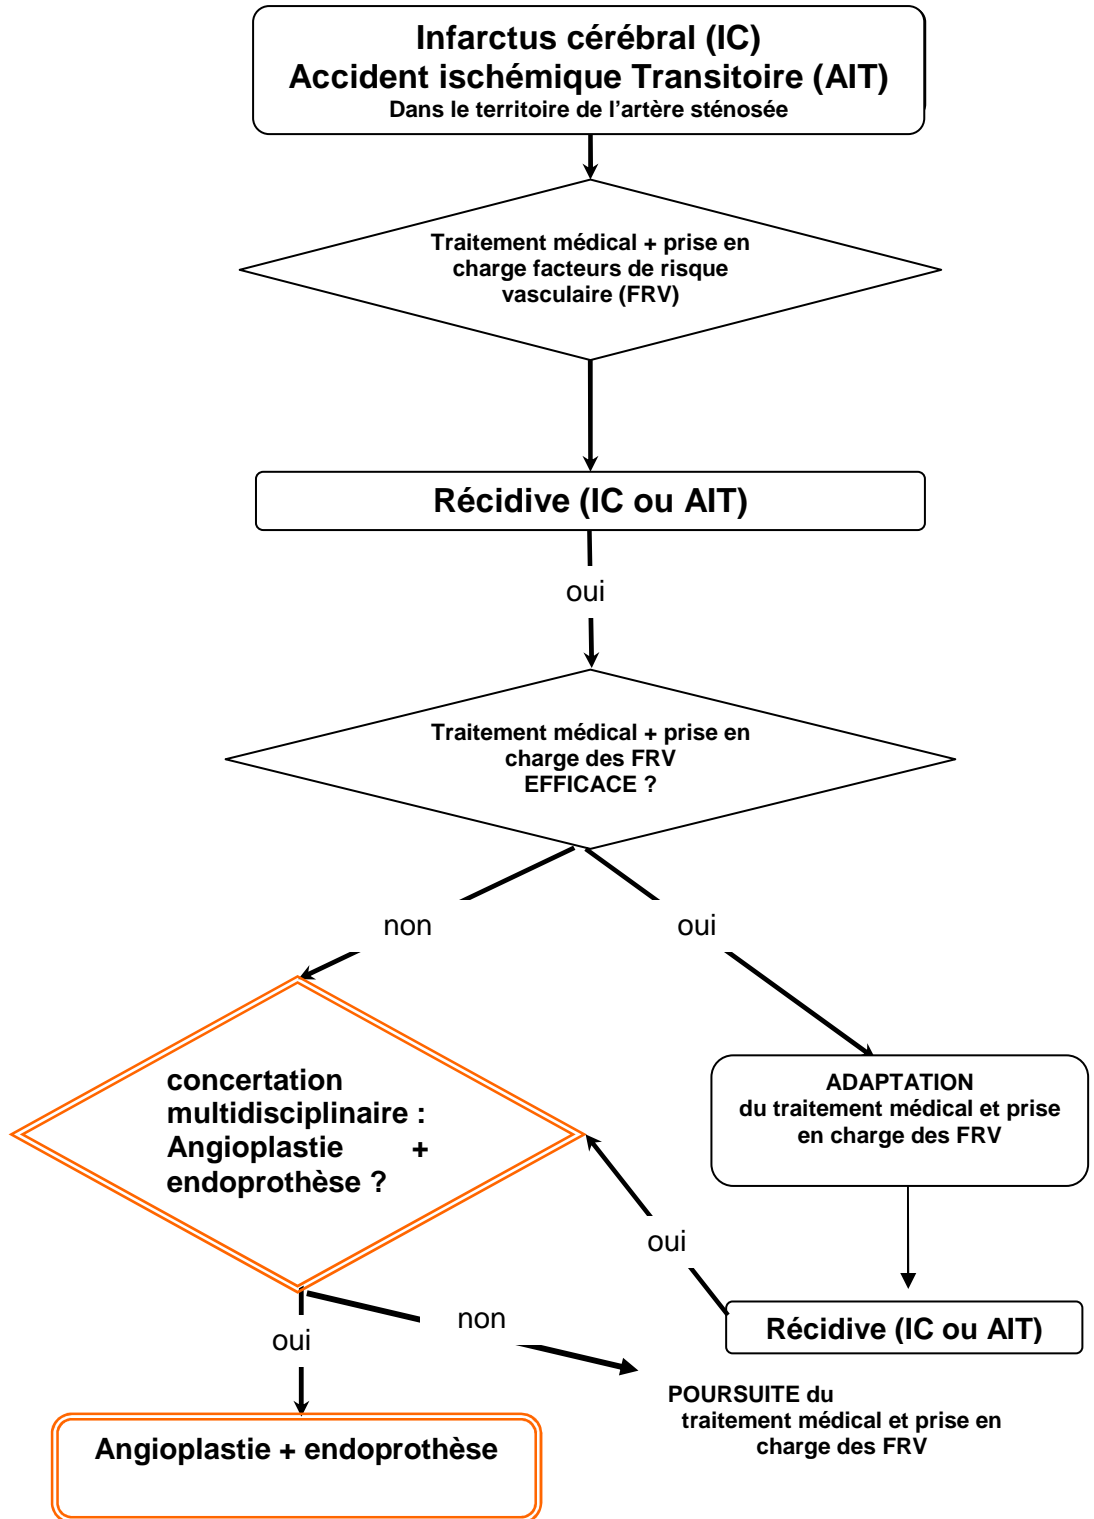 Infarctus cérébral (IC)
Accident ischémique Transitoire (AIT)
Dans le territoire de l'artère sténosée
Traitement médical + prise en
charge facteurs de risque
vasculaire (FRV)
Récidive (IC ou AIT)
oui
Traitement médical + prise en
charge des FRV
EFFICACE ?
non
oui
concertation
multidisciplinaire :
Angioplastie +
endoprothèse ?
ADAPTATION
du traitement médical et prise
en charge des FRV
oui
Récidive (IC ou AIT)
non
oui
POURSUITE du
traitement médical et prise en
charge des FRV
Angioplastie + endoprothèse